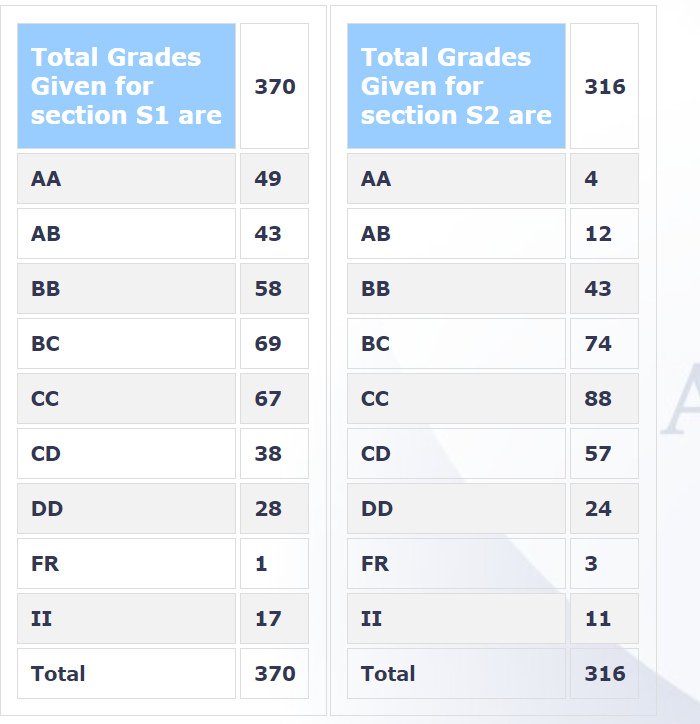 Total Grades
Given for
section S1 are
370
AA 49
AB 43
BB 58
BC 69
CC 67
CD 38
DD 28
FR 1
II 17
Total 370
Total Grades
Given for
section S2 are
316
AA 4
AB 12
BB 43
BC 74
CC 88
CD 57
DD 24
FR 3
II 11
Total 316
A